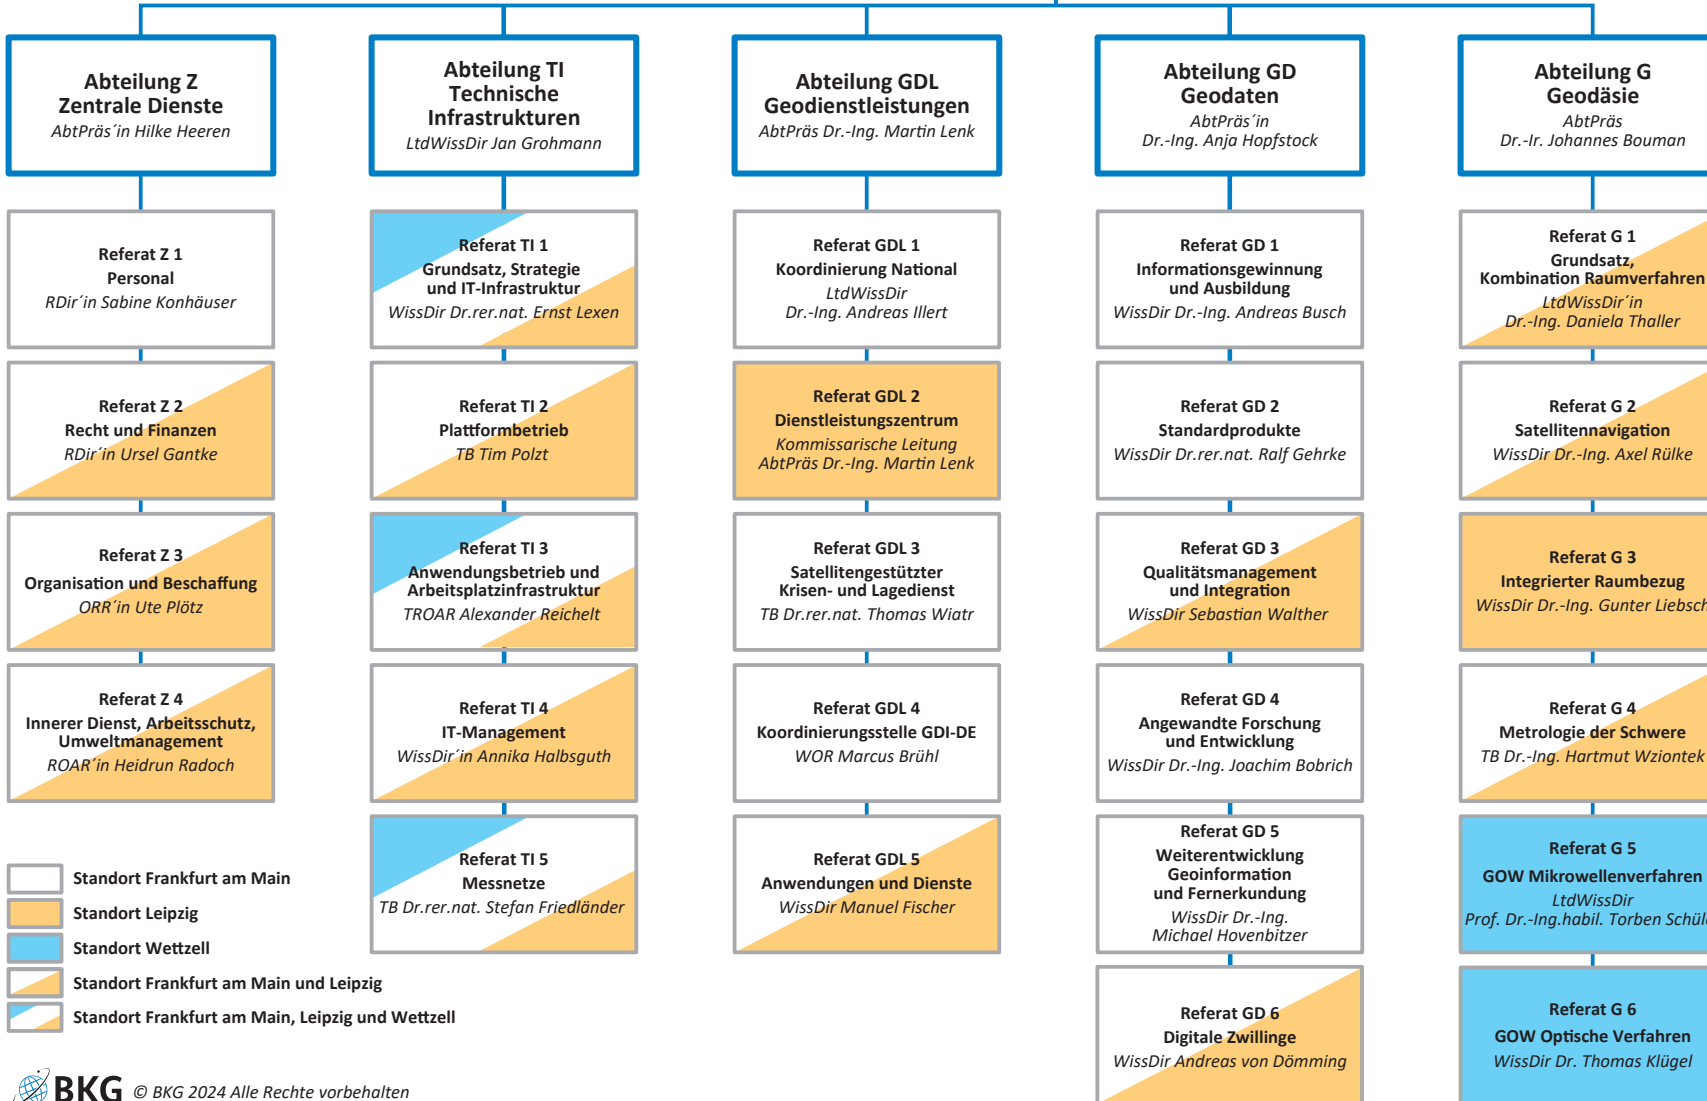 Abteilung Z
Zentrale Dienste
AbtPräs´in Hilke Heeren
Referat Z 1
Personal
RDir´in Sabine Konhäuser
Referat Z 2
Recht und Finanzen
RDir´in Ursel Gantke
Referat Z 3
Organisation und Beschaffung
ORR´in Ute Plötz
Referat Z 4
Innerer Dienst, Arbeitsschutz,
Umweltmanagement
ROAR´in Heidrun Radoch
Abteilung TI
Technische
Infrastrukturen
LtdWissDir Jan Grohmann
Referat TI 1
Grundsatz, Strategie
und IT-Infrastruktur
WissDir Dr.rer.nat. Ernst Lexen
Referat TI 2
Plattformbetrieb
TB Tim Polzt
Referat TI 3
Anwendungsbetrieb und
Arbeitsplatzinfrastruktur
TROAR Alexander Reichelt
Referat TI 4
IT-Management
WissDir´in Annika Halbsguth
Referat TI 5
Messnetze
TB Dr.rer.nat. Stefan Friedländer
Abteilung GDL
Geodienstleistungen
AbtPräs Dr.-Ing. Martin Lenk
Referat GDL 1
Koordinierung National
LtdWissDir
Dr.-Ing. Andreas Illert
Referat GDL 2
Dienstleistungszentrum
Kommissarische Leitung
AbtPräs Dr.-Ing. Martin Lenk
Referat GDL 3
Satellitengestützter
Krisen- und Lagedienst
TB Dr.rer.nat. Thomas Wiatr
Referat GDL 4
Koordinierungsstelle GDI-DE
WOR Marcus Brühl
Referat GDL 5
Anwendungen und Dienste
WissDir Manuel Fischer
Abteilung GD
Geodaten
AbtPräs´in
Dr.-Ing. Anja Hopfstock
Referat GD 1
Informationsgewinnung
und Ausbildung
WissDir Dr.-Ing. Andreas Busch
Referat GD 2
Standardprodukte
WissDir Dr.rer.nat. Ralf Gehrke
Referat GD 3
Qualitätsmanagement
und Integration
WissDir Sebastian Walther
Referat GD 4
Angewandte Forschung
und Entwicklung
WissDir Dr.-Ing. Joachim Bobrich
Referat GD 5
Weiterentwicklung
Geoinformation
und Fernerkundung
WissDir Dr.-Ing.
Michael Hovenbitzer
Referat GD 6
Digitale Zwillinge
WissDir Andreas von Dömming
Abteilung G
Geodäsie
AbtPräs
Dr.-Ir. Johannes Bouman
Referat G 1
Grundsatz,
Kombination Raumverfahren
LtdWissDir´in
Dr.-Ing. Daniela Thaller
Referat G 2
Satellitennavigation
WissDir Dr.-Ing. Axel Rülke
Referat G 3
Integrierter Raumbezug
WissDir Dr.-Ing. Gunter Liebsch
Referat G 4
Metrologie der Schwere
TB Dr.-Ing. Hartmut Wziontek
Referat G 5
GOW Mikrowellenverfahren
LtdWissDir
Prof. Dr.-Ing.habil. Torben
Referat G 6
GOW Optische Verfahren
WissDir Dr. Thomas Klügel
Standort Frankfurt am Main
Standort Leipzig
Standort Wettzell
Standort Frankfurt am Main und Leipzig
Standort Frankfurt am Main, Leipzig und Wettzell
BKG © BKG 2024 Alle Rechte vorbehalten